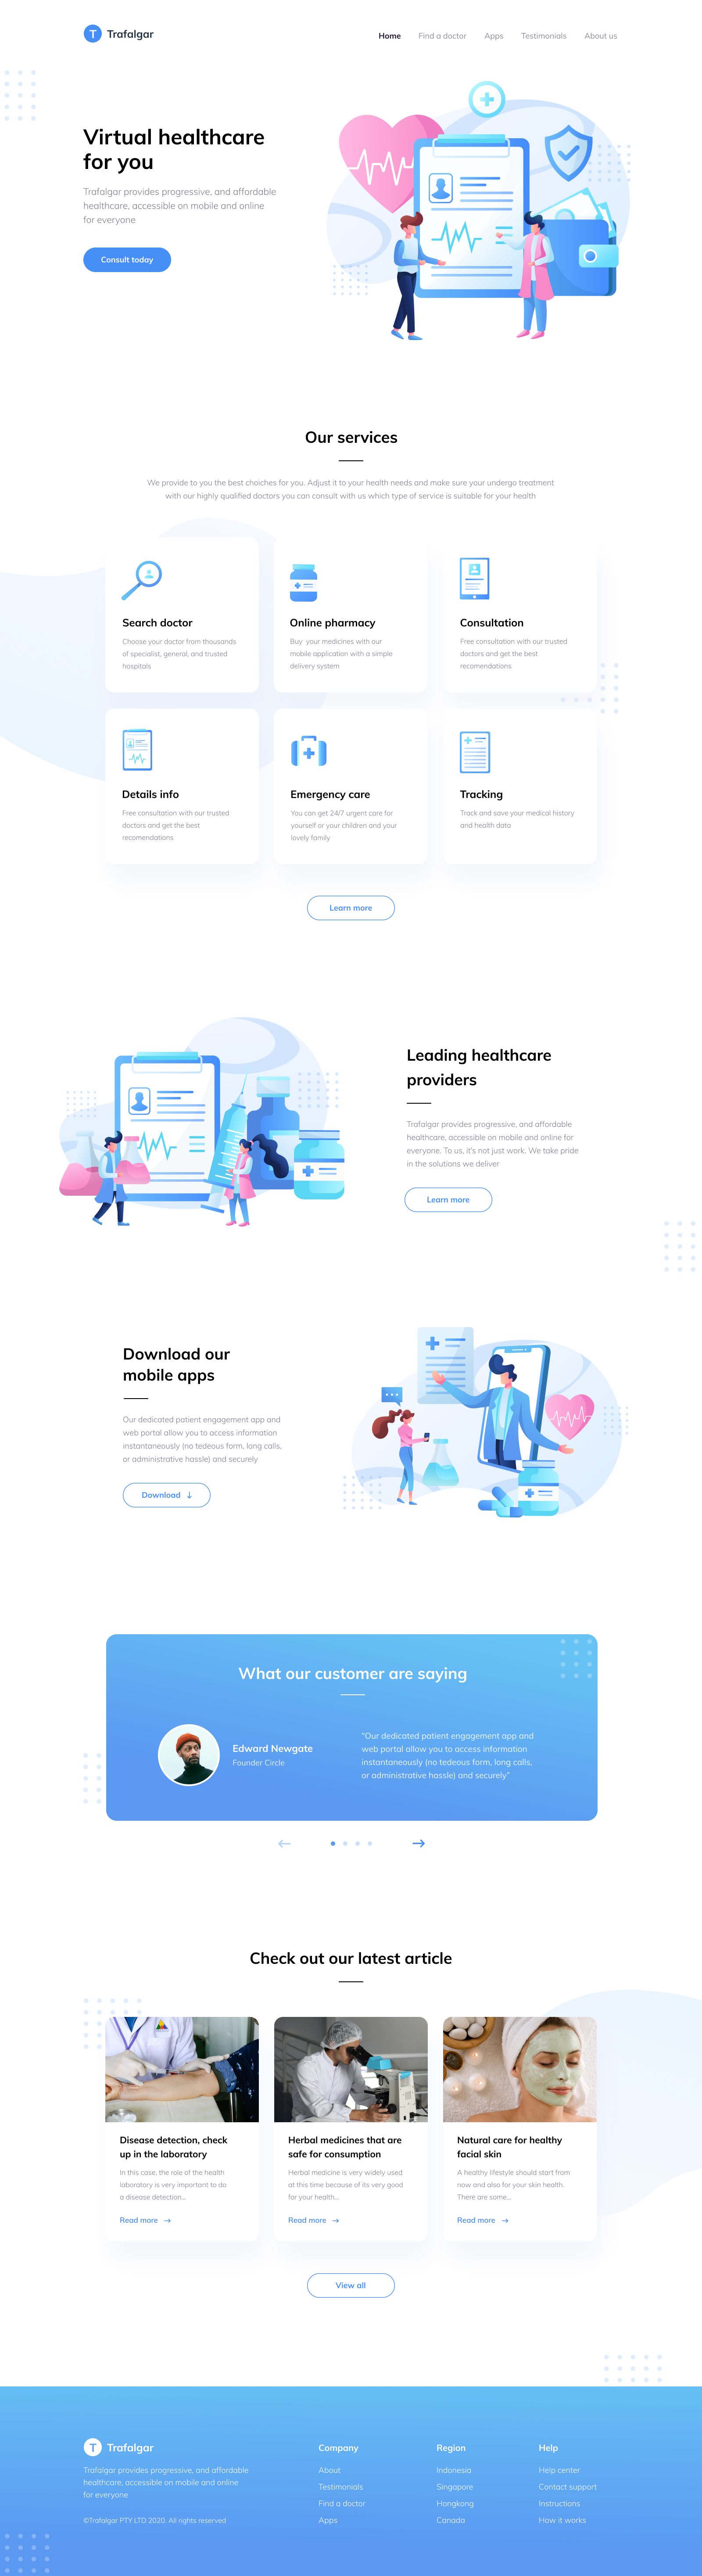 T Trafalgar
Home Find a doctor Apps Testimonials About us
Virtual healthcare
for you
Trafalgar provides progressive, and affordable
healthcare, accessible on mobile and online
for everyone
Consult today
Our services
We provide to you the best choiches for you. Adjust it to your health needs and make sure your undergo treatment
with our highly qualified doctors you can consult with us which type of service is suitable for your health
Search doctor
Choose your doctor from thousands
of specialist, general, and trusted
hospitals
Online pharmacy
Buy your medicines with our
mobile application with a simple
delivery system
Consultation
Free consultation with our trusted
doctors and get the best
recomendations
Details info
Free consultation with our trusted
doctors and get the best
recomendations
Emergency care
You can get 24/7 urgent care for
yourself or your children and your
lovely family
Tracking
Track and save your medical history
and health data
Learn more
Leading healthcare
providers
Trafalgar provides progressive, and affordable
healthcare, accessible on mobile and online for
everyone. To us, it's not just work. We take pride
in the solutions we deliver
Learn more
Download our
mobile apps
Our dedicated patient engagement app and
web portal allow you to access information
instantaneously (no tedeous form, long calls,
or administrative hassle) and securely
Download ↓
What our customer are saying
Edward Newgate
Founder Circle
“Our dedicated patient engagement app and
web portal allow you to access information
instantaneously (no tedeous form, long calls,
or administrative hassle) and securely”
Check out our latest article
Disease detection, check
up in the laboratory
In this case, the role of the health
laboratory is very important to do
a disease detection...
Read more →
Herbal medicines that are
safe for consumption
Herbal medicine is very widely used
at this time because of its very good
for your health...
Read more →
Natural care for healthy
facial skin
A healthy lifestyle should start from
now and also for your skin health.
There are some...
Read more →
View all
T Trafalgar
Trafalgar provides progressive, and affordable
healthcare, accessible on mobile and online
for everyone
©Trafalgar PTY LTD 2020. All rights reserved
Company
About
Testimonials
Find a doctor
Apps
Region
Indonesia
Singapore
Hongkong
Canada
Help
Help center
Contact support
Instructions
How it works